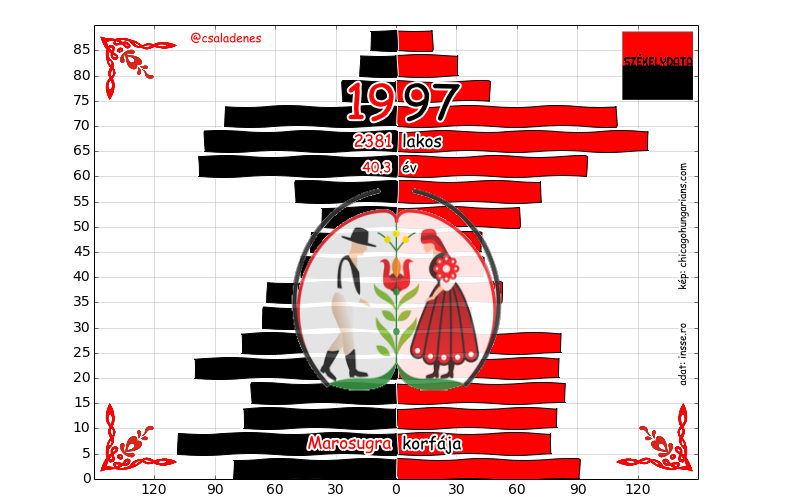 @csaladenes
SZÉKELYDATA
1997
2381 lakos
40.3 év
Marosugra korfája
kép: chicagohungarians.com
adat: insse.ro
85
80
75
70
65
60
55
50
45
40
35
30
25
20
15
10
5
0
120 90 60 30 0 30 60 90 120